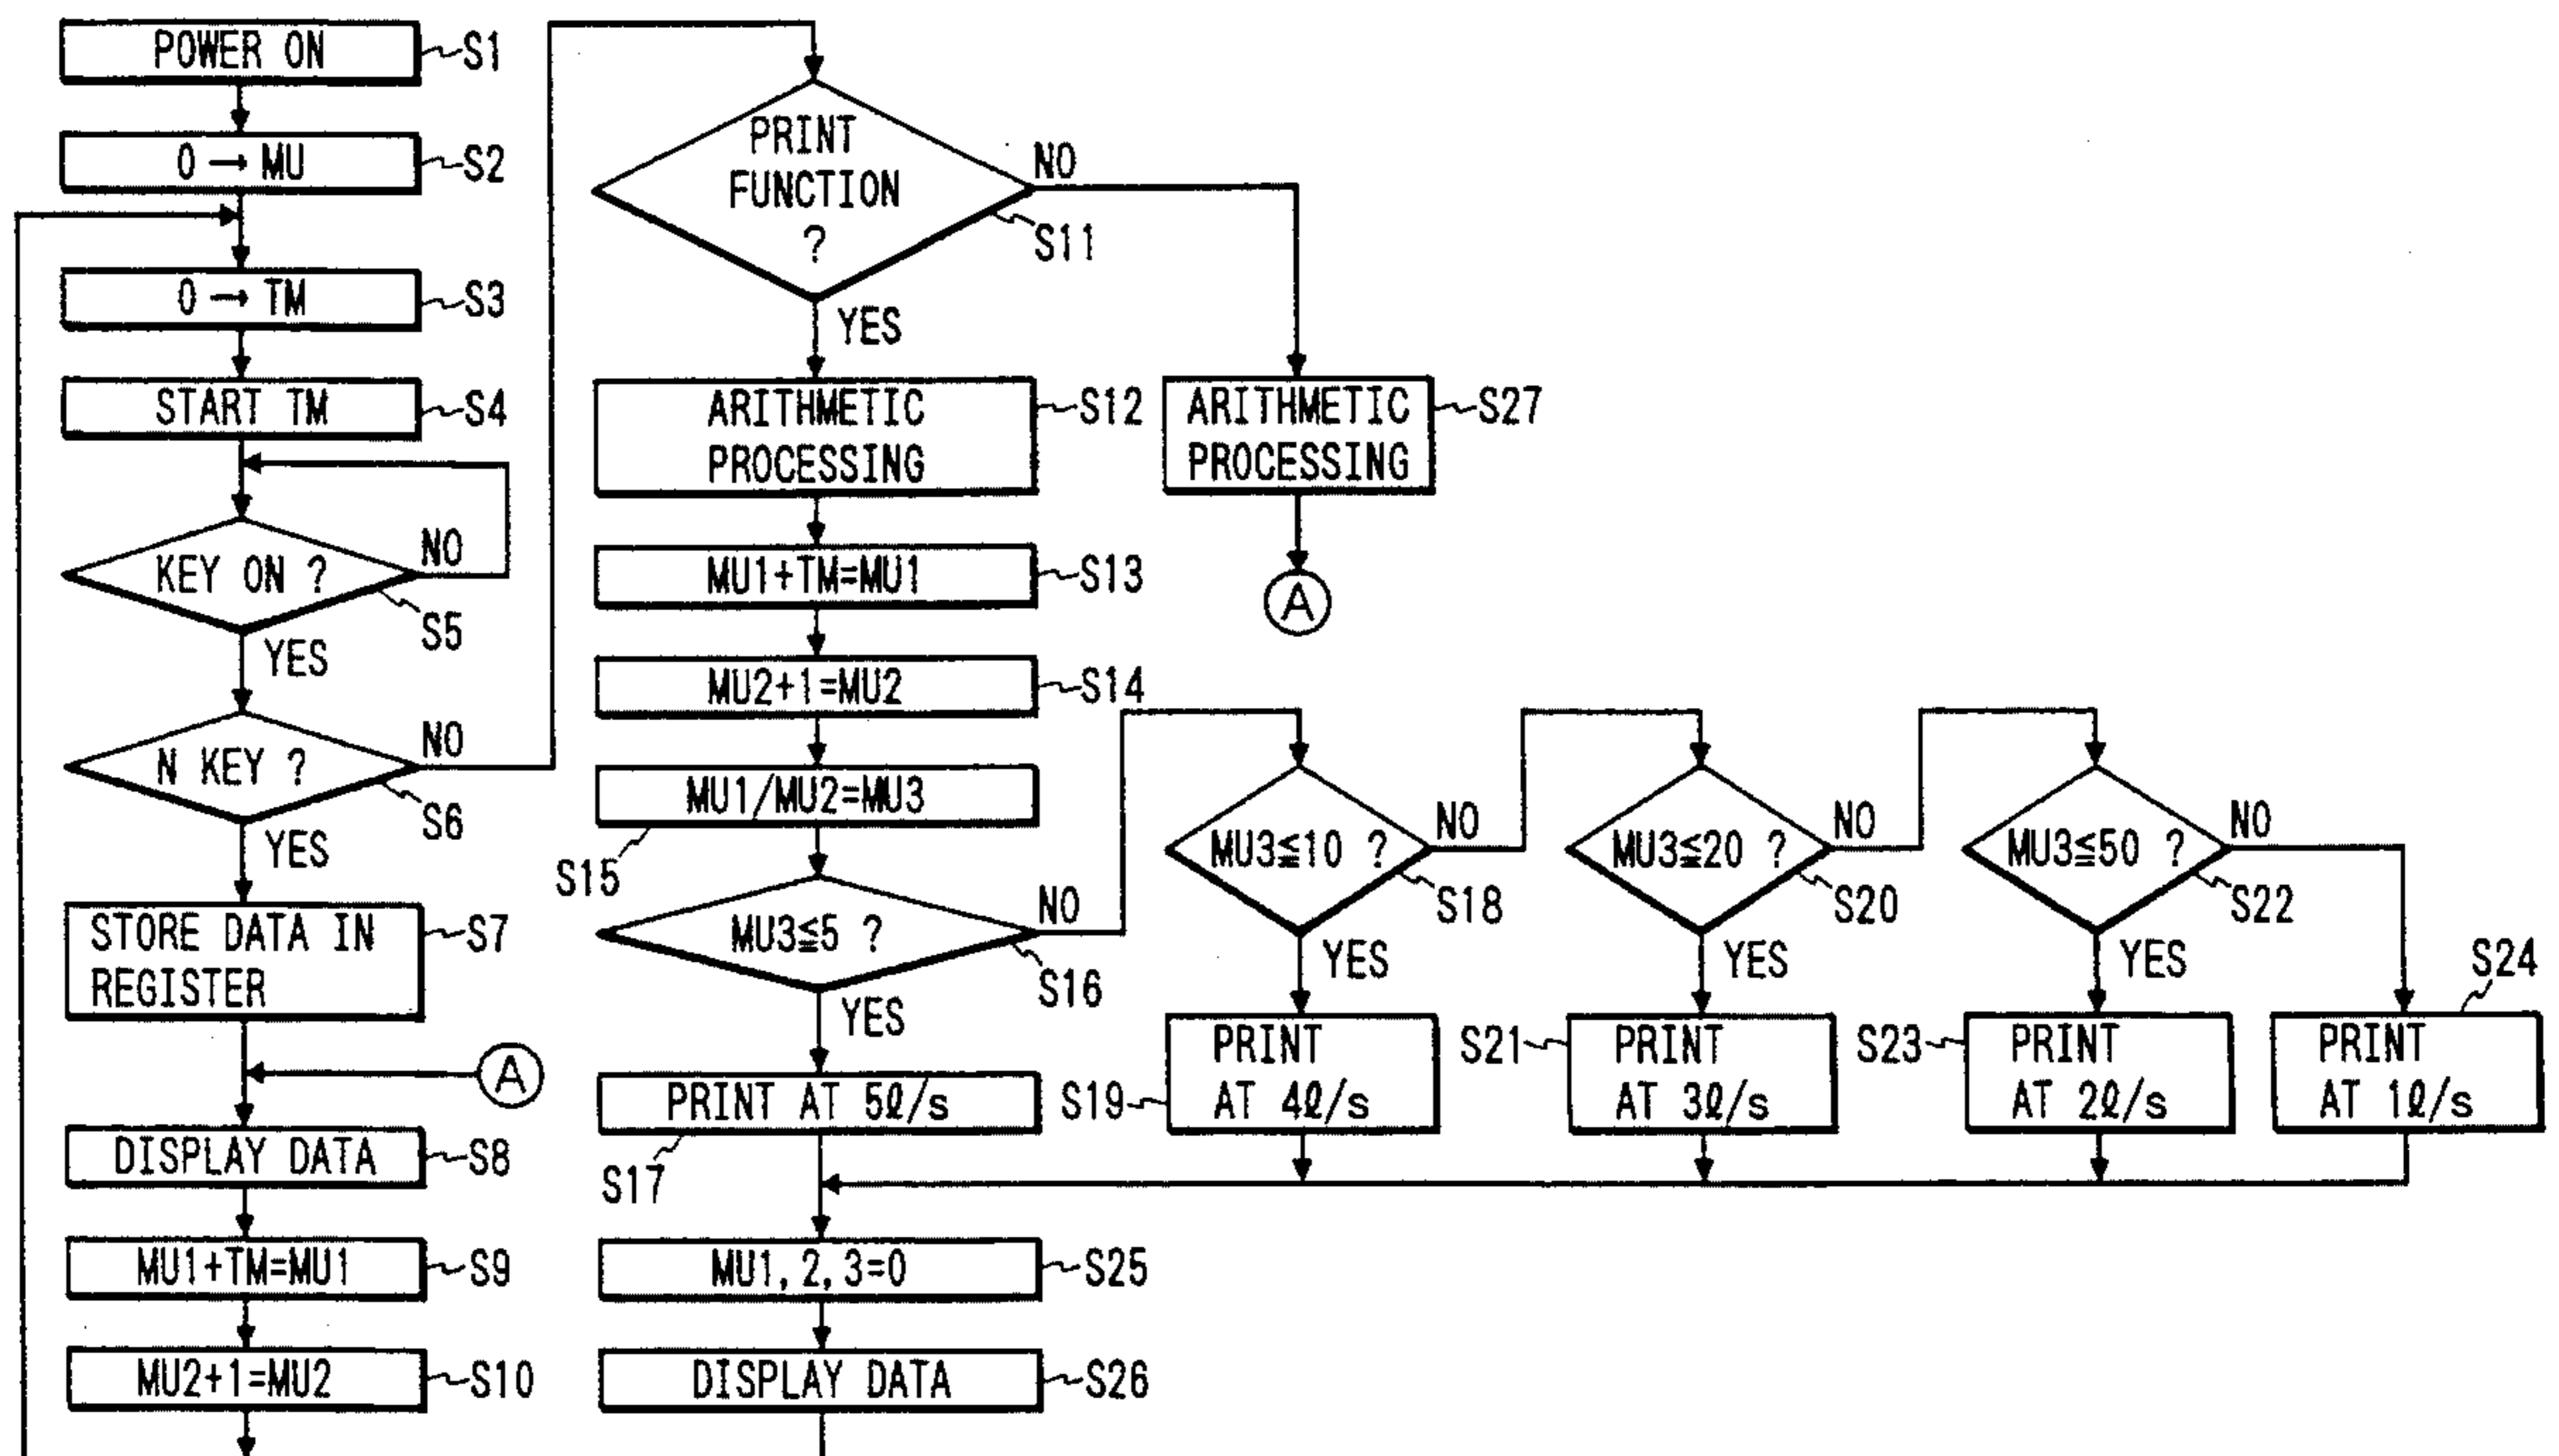 POWER ON
S1
0 → MU
S2
0 → TM
S3
START TM
S4
KEY ON ?
NO
S5
YES
N KEY ?
NO
S6
YES
STORE DATA IN
REGISTER
S7
A
DISPLAY DATA
S8
MU1+TM=MU1
S9
MU2+1=MU2
S10
PRINT
FUNCTION
?
NO
S11
YES
ARITHMETIC
PROCESSING
S12
ARITHMETIC
PROCESSING
S27
A
MU1+TM=MU1
S13
MU2+1=MU2
S14
MU1/MU2=MU3
S15
MU3≦5 ?
NO
S16
YES
PRINT AT 5ℓ/s
S17
MU3≦10 ?
NO
S18
YES
PRINT
AT 4ℓ/s
S19
MU3≦20 ?
NO
S20
YES
PRINT
AT 3ℓ/s
S21
MU3≦50 ?
NO
S22
YES
PRINT
AT 2ℓ/s
S23
PRINT
AT 1ℓ/s
S24
MU1,2,3=0
S25
DISPLAY DATA
S26